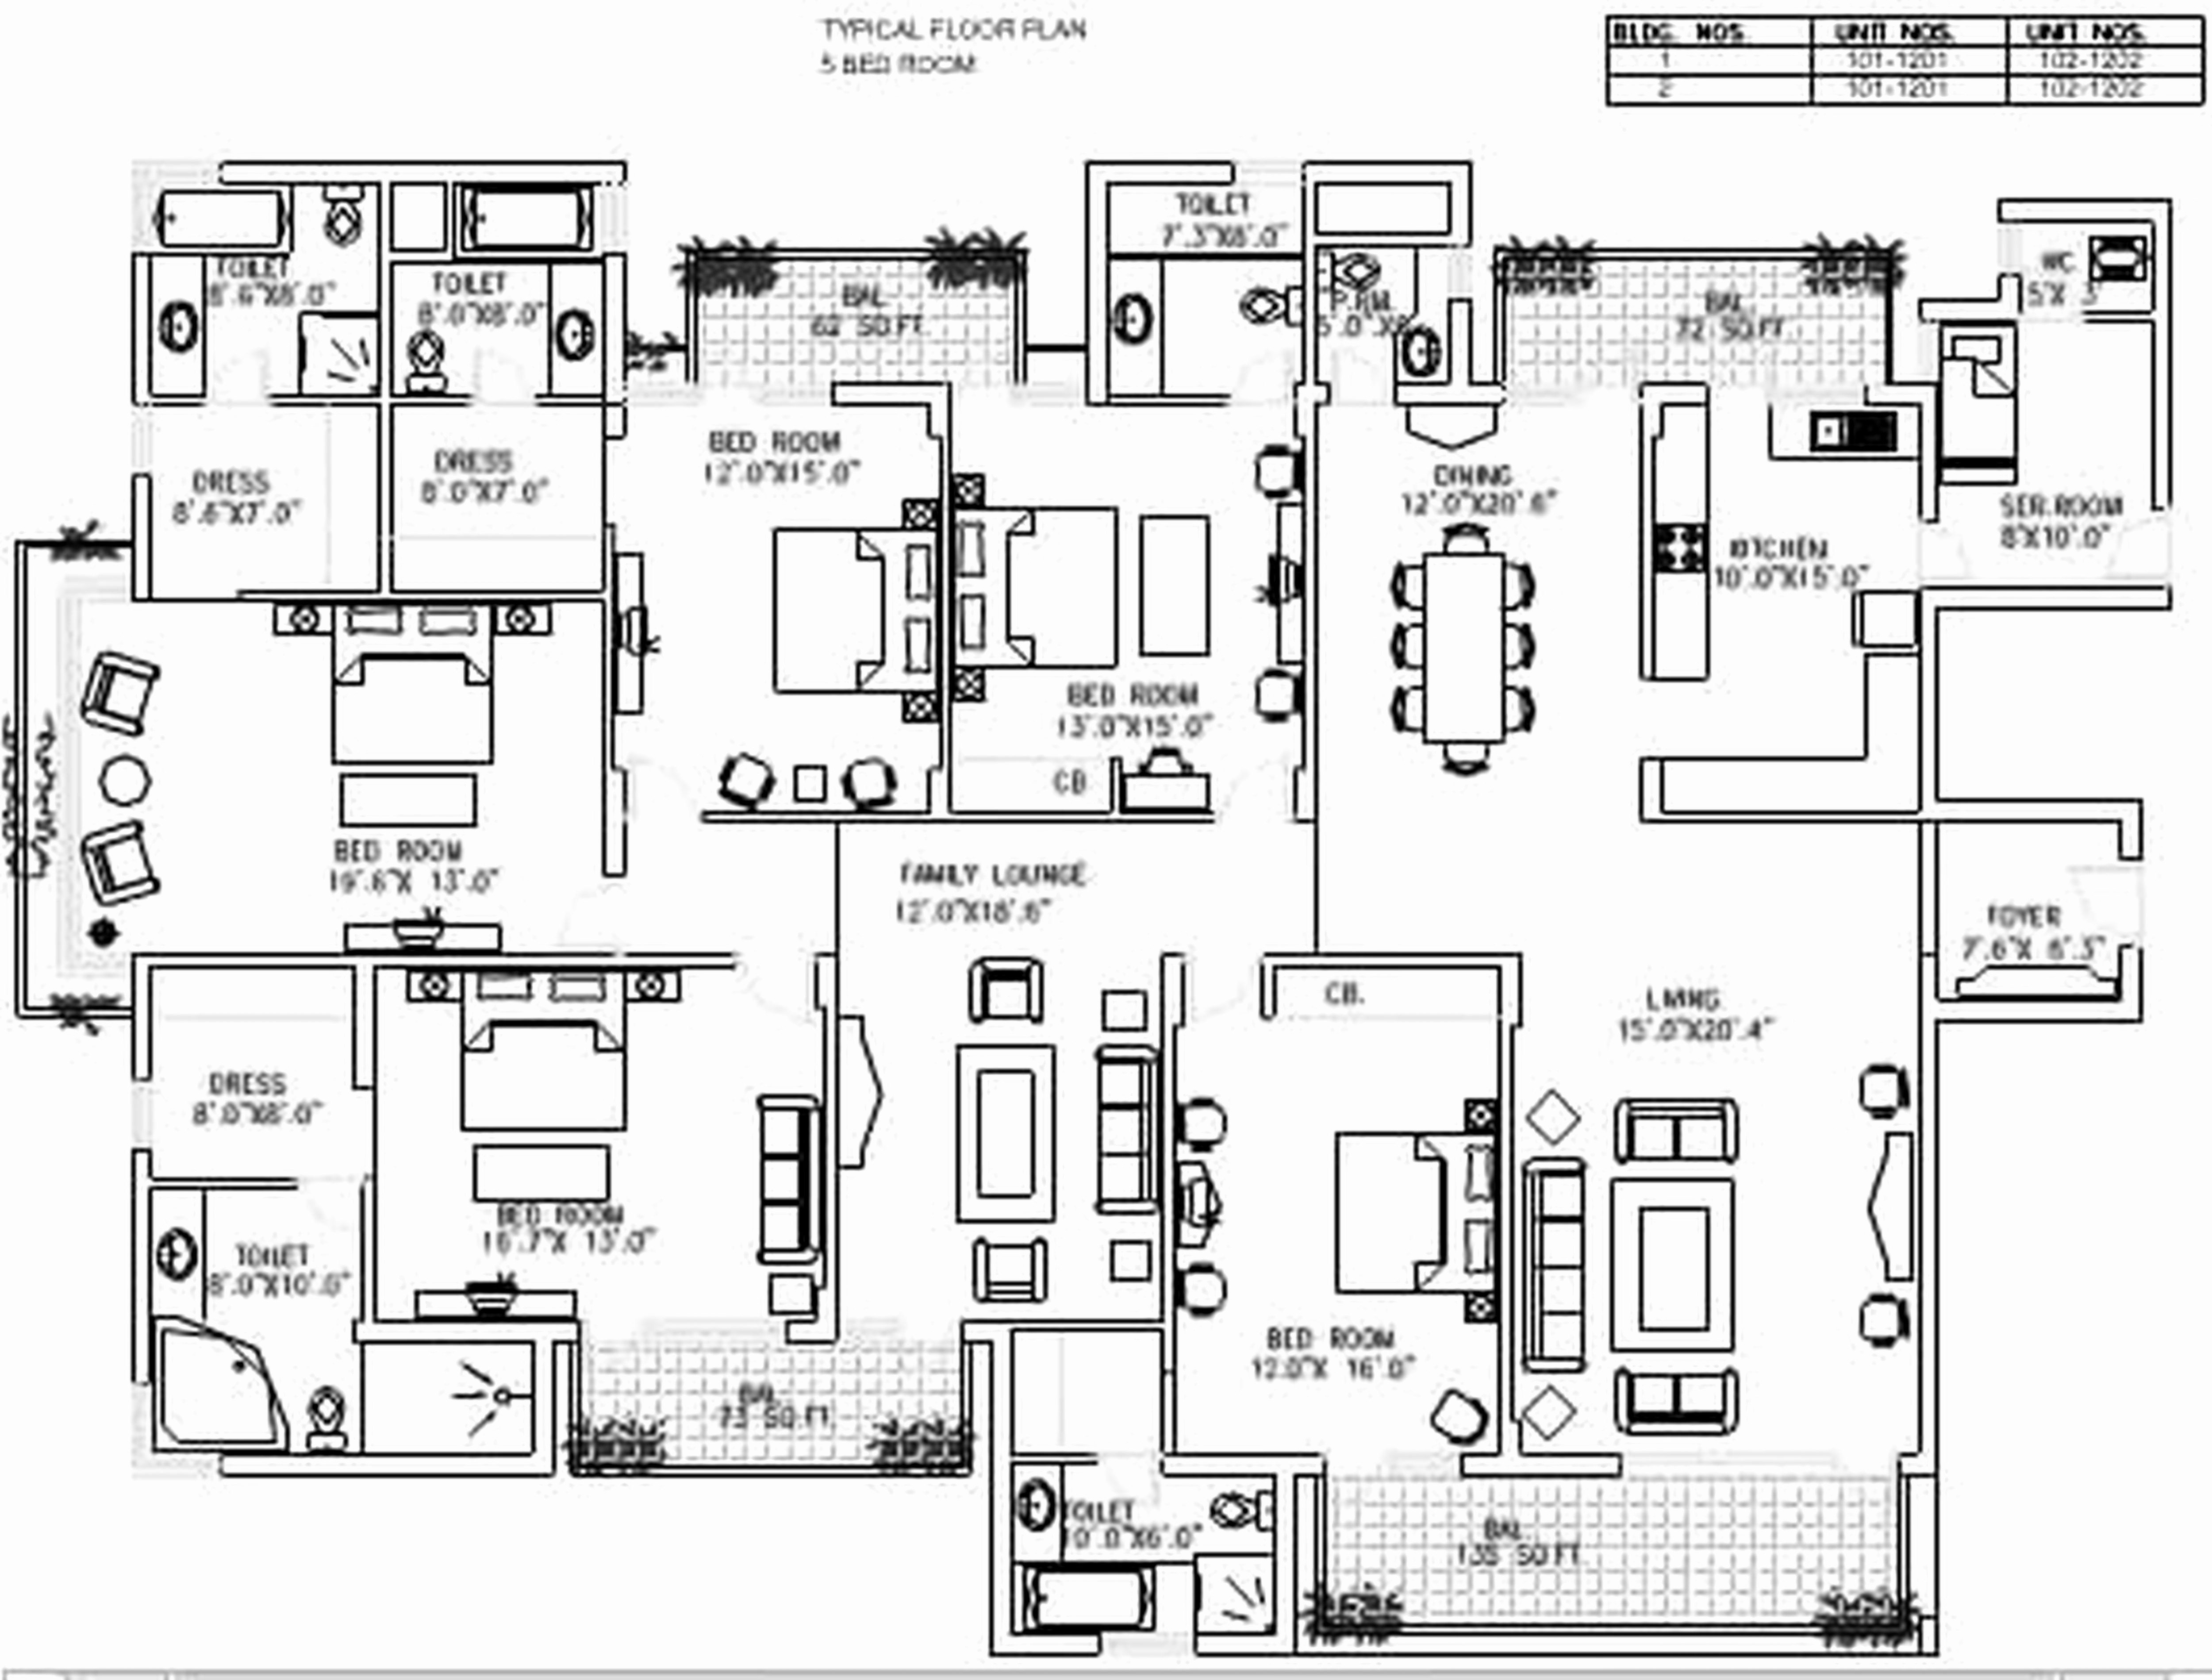 TYPICAL FLOOR PLAN
5 BED ROOM
BLDG. NOS. UNIT NOS. UNIT NOS.
1 101-1201 102-1202
2 101-1201 102-1202
TOILET
8'.6"X8'.0"
TOILET
8'.0"X8'.0"
BAL.
62 SQ.FT.
TOILET
7'.3"X8'.0"
P.RM.
BAL.
72 SQ.FT.
WC
5'X 3'
DRESS
8'.6"X7'.0"
DRESS
8'.0"X7'.0"
BED ROOM
12'.0"X15'.0"
DINING
12'.0"X20'.6"
SER.ROOM
8'X10'.0"
KITCHEN
10'.0"X15'.0"
BED ROOM
13'.0"X15'.0"
CB
BED ROOM
19'.6"X 13'.0"
FAMILY LOUNGE
12'.0"X18'.6"
FOYER
7'.6"X 6'.3"
CB.
LIVING
15'.0"X20'.4"
DRESS
8'.0"X8'.0"
BED ROOM
16'.7"X 13'.0"
TOILET
8'.0"X10'.0"
BED ROOM
12.0"X 16'.0"
BAL.
73 SQ.FT.
TOILET
10'.0"X6'.0"
BAL.
135 SQ.FT.